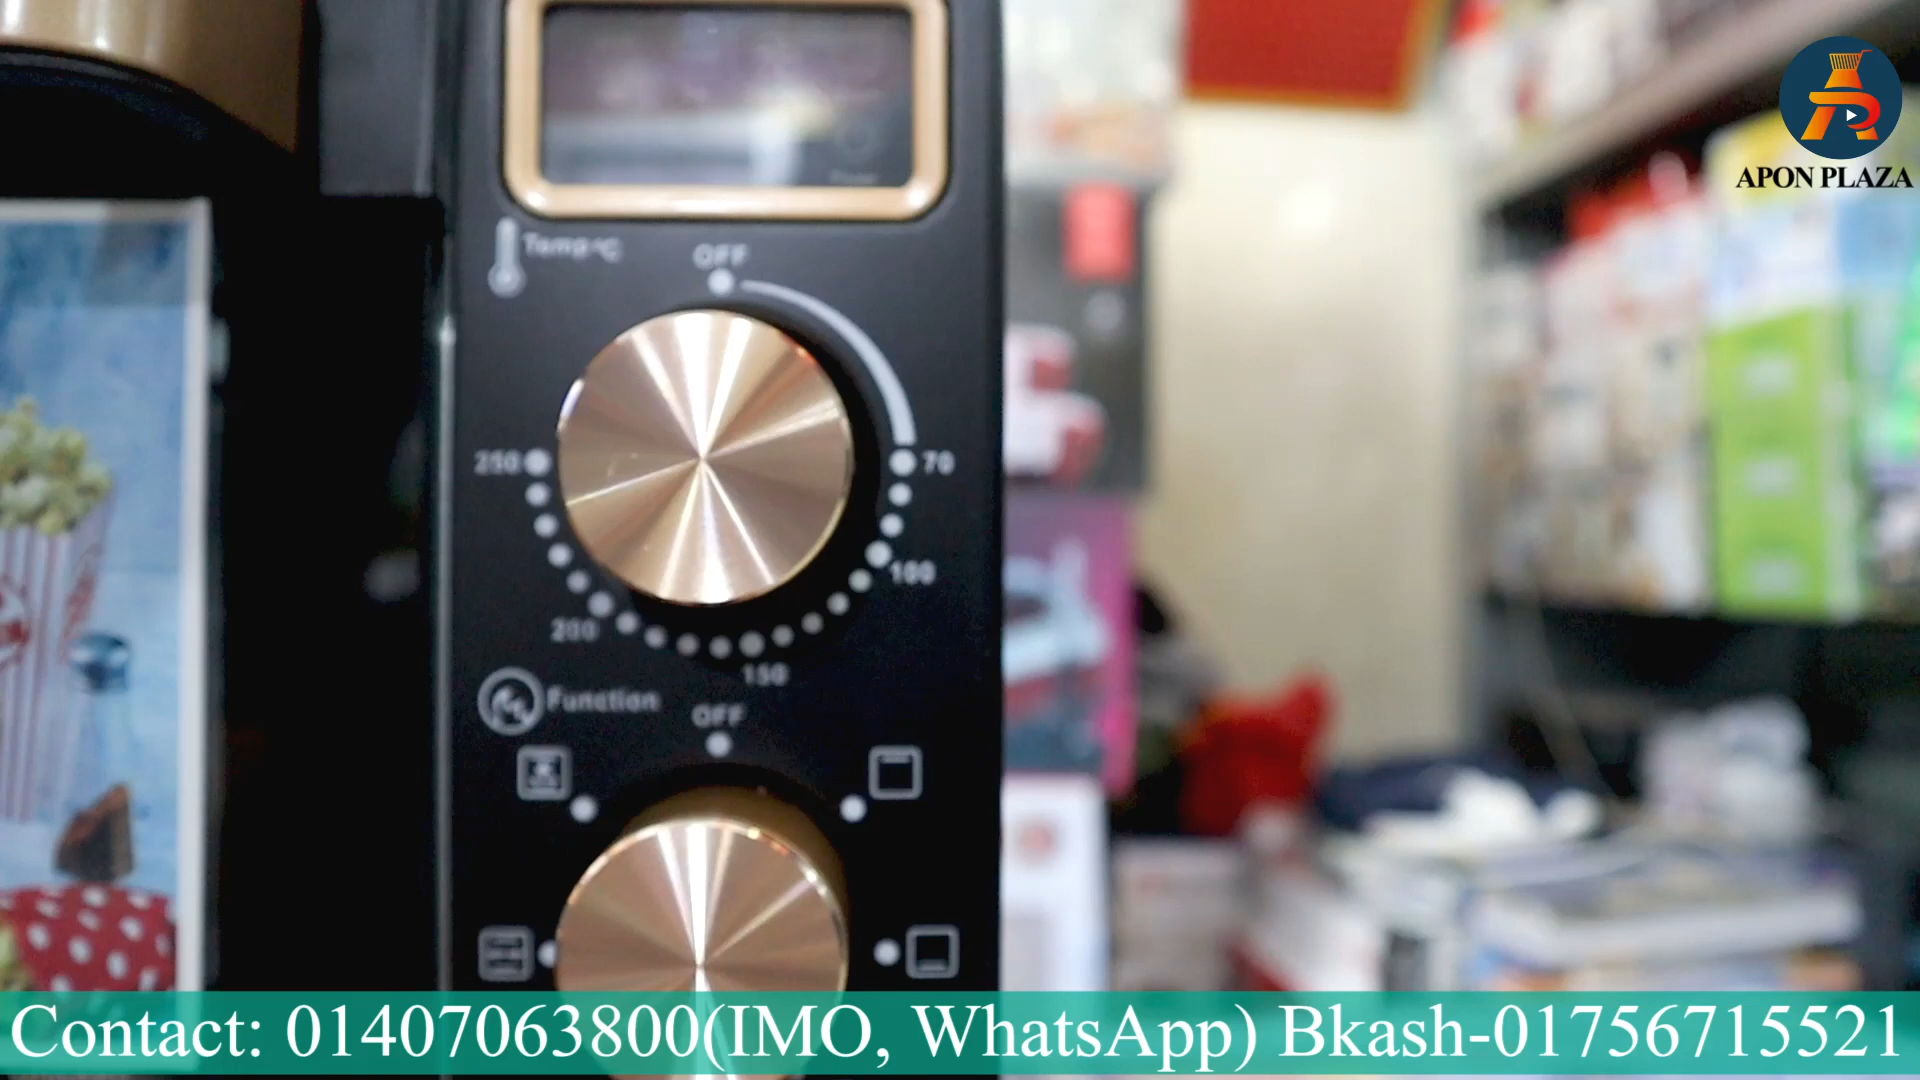 APON PLAZA
Temp°C
OFF
250
70
100
200
150
Function
OFF
Contact: 01407063800(IMO, WhatsApp) Bkash-01756715521